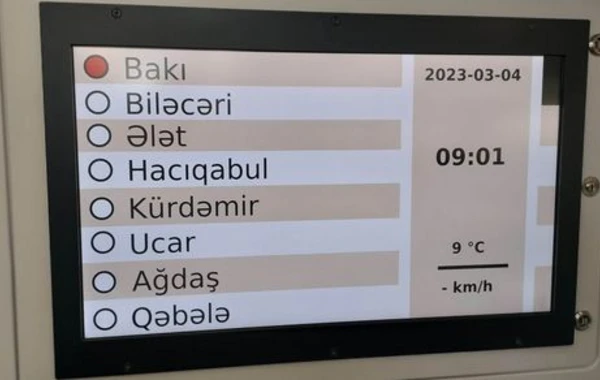 Bakı
Biləcəri
Ələt
Hacıqabul
Kürdəmir
Ucar
Ağdaş
Qəbələ
2023-03-04
09:01
9 °C
- km/h